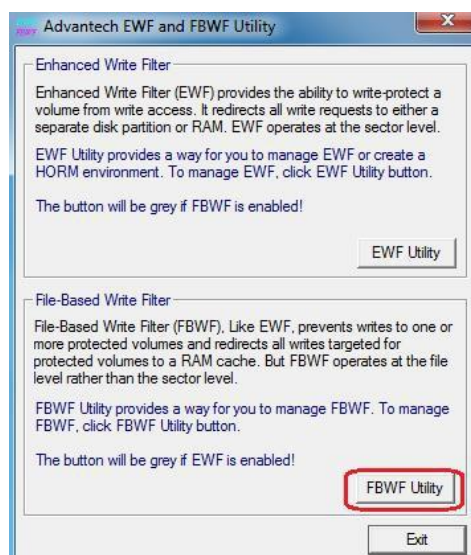 Advantech EWF and FBWF Utility
Enhanced Write Filter
Enhanced Write Filter (EWF) provides the ability to write-protect a
volume from write access. It redirects all write requests to either a
separate disk partition or RAM. EWF operates at the sector level.
EWF Utility provides a way for you to manage EWF or create a
HORM environment. To manage EWF, click EWF Utility button.
The button will be grey if FBWF is enabled!
EWF Utility
File-Based Write Filter
File-Based Write Filter (FBWF), Like EWF, prevents writes to one or
more protected volumes and redirects all writes targeted for
protected volumes to a RAM cache. But FBWF operates at the file
level rather than the sector level.
FBWF Utility provides a way for you to manage FBWF. To manage
FBWF, click FBWF Utility button.
The button will be grey if EWF is enabled!
FBWF Utility
Exit